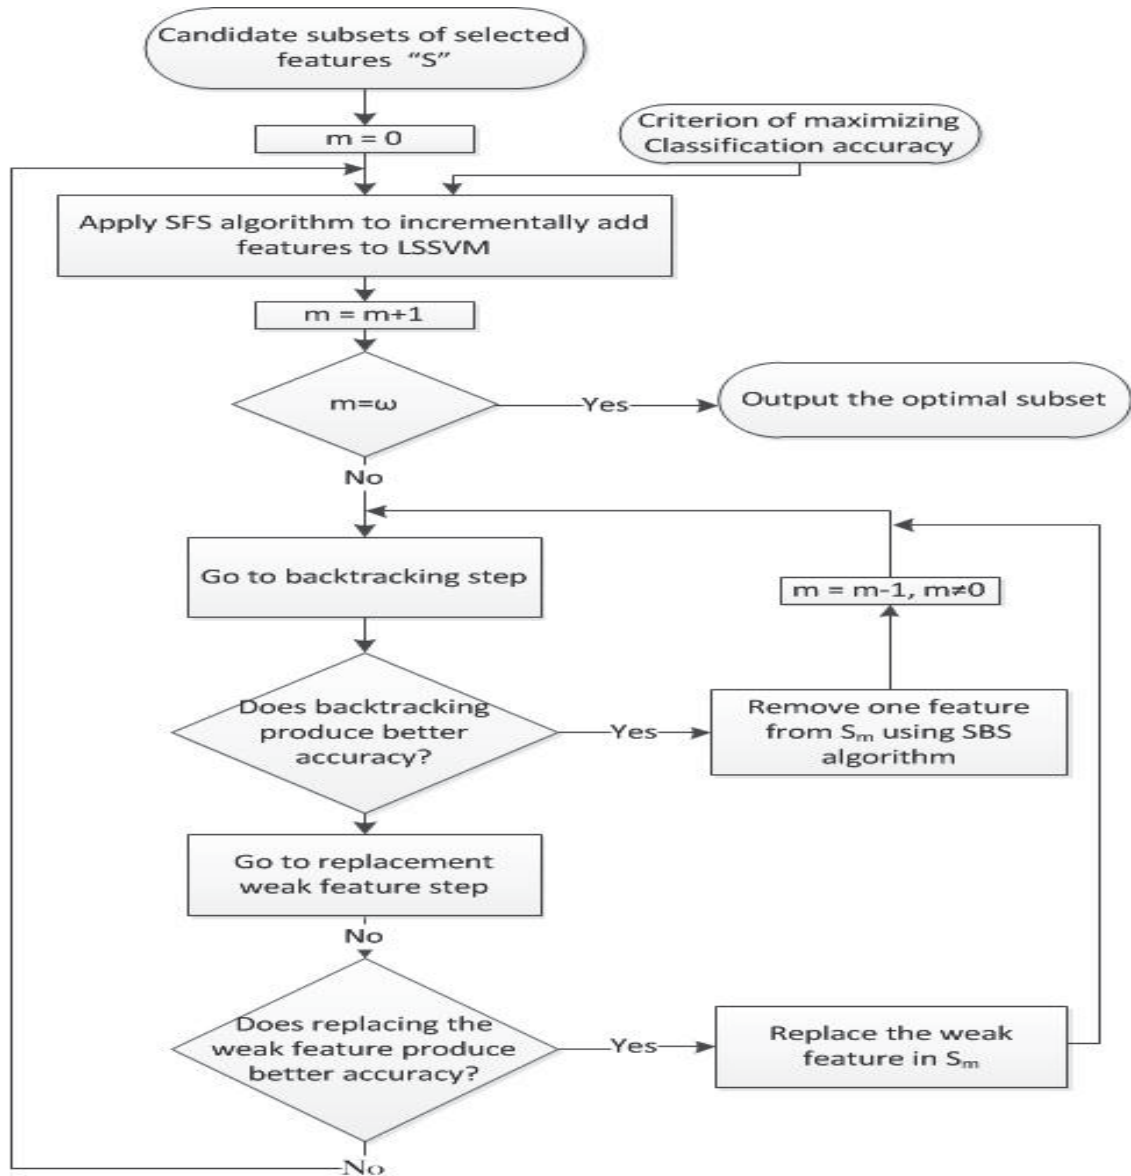 Candidate subsets of selected
features “S”
m = 0
Criterion of maximizing
Classification accuracy
Apply SFS algorithm to incrementally add
features to LSSVM
m = m+1
m=ω
Yes
Output the optimal subset
No
Go to backtracking step
m = m-1, m≠0
Does backtracking
produce better
accuracy?
Yes
Remove one feature
from Sₘ using SBS
algorithm
Go to replacement
weak feature step
No
Does replacing the
weak feature produce
better accuracy?
Yes
Replace the weak
feature in Sₘ
No